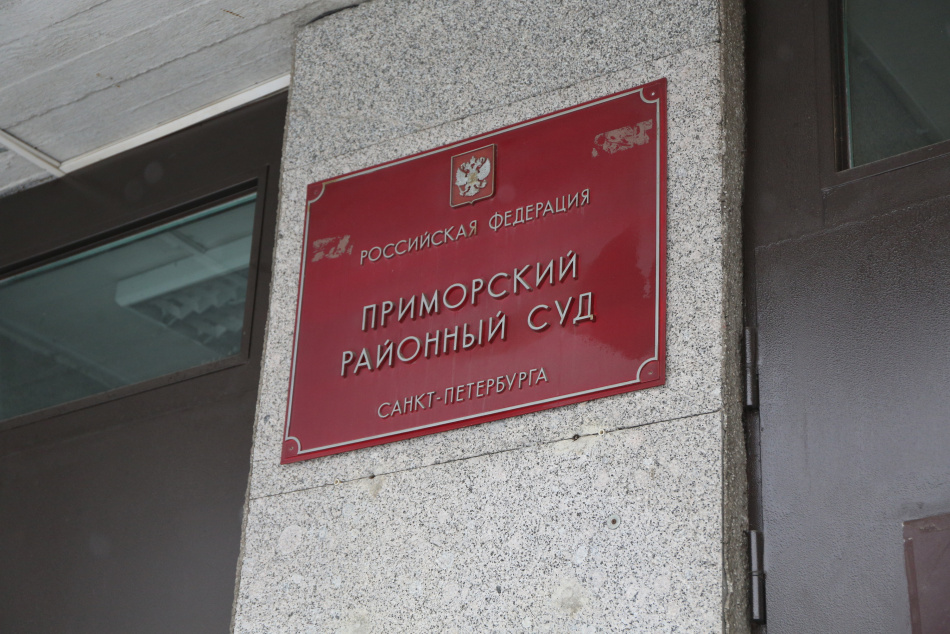 РОССИЙСКАЯ ФЕДЕРАЦИЯ
ПРИМОРСКИЙ
РАЙОННЫЙ СУД
САНКТ-ПЕТЕРБУРГА